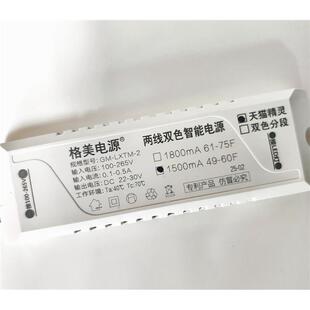 格美电源®
规格型号: GM-LXTM-2
输入电压: 100-265V
输入电流: 0.1-0.5A
输出电压: DC 22-30V
工作环境: Ta:40℃ Tc:70℃
两线双色智能电源
1800mA 61-75F
1500mA 49-60F
25-02
专利产品 仿冒必究
天猫精灵
双色分段